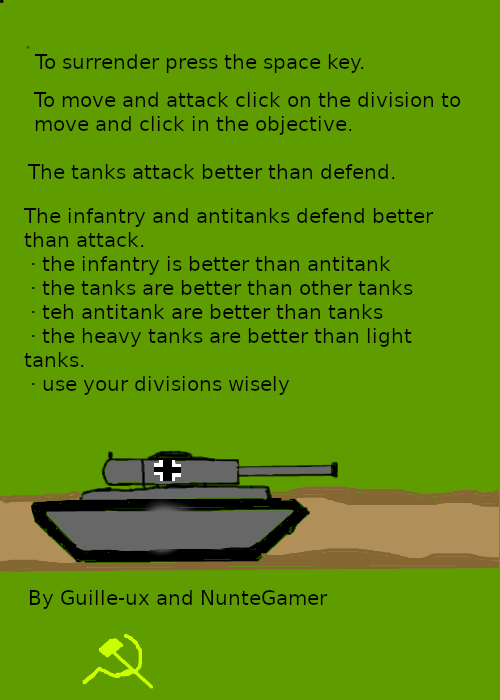 To surrender press the space key.
To move and attack click on the division to
move and click in the objective.
The tanks attack better than defend.
The infantry and antitanks defend better
than attack.
· the infantry is better than antitank
· the tanks are better than other tanks
· teh antitank are better than tanks
· the heavy tanks are better than light
tanks.
· use your divisions wisely
By Guille-ux and NunteGamer